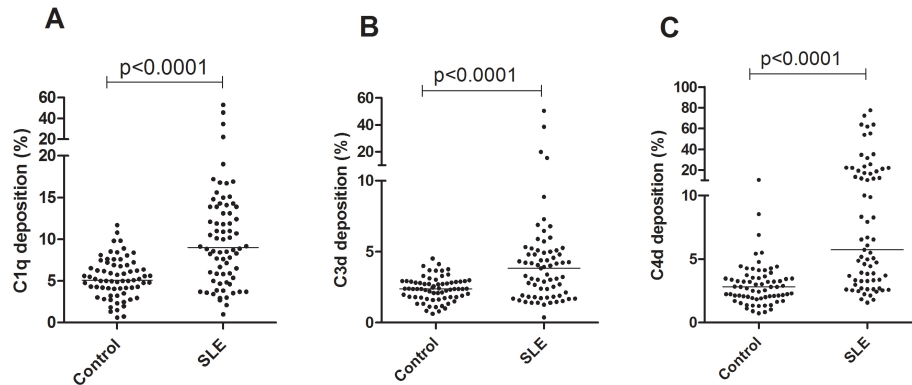 A
p<0.0001
C1q deposition (%)
60
40
20
20
15
10
5
0
Control
SLE
B
p<0.0001
C3d deposition (%)
60
40
20
10
5
0
Control
SLE
C
p<0.0001
C4d deposition (%)
100
80
60
40
20
10
5
0
Control
SLE